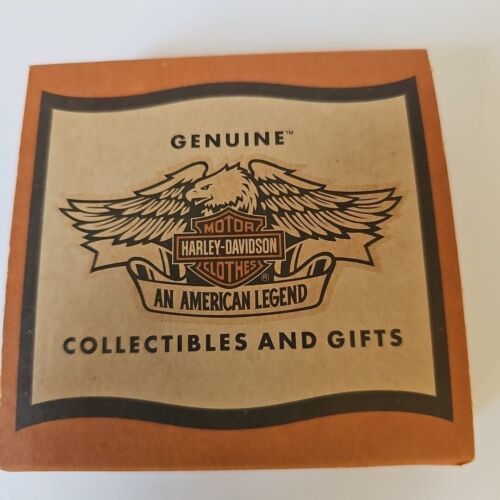 GENUINE™
MOTOR
HARLEY-DAVIDSON
CLOTHES®
AN AMERICAN LEGEND
COLLECTIBLES AND GIFTS